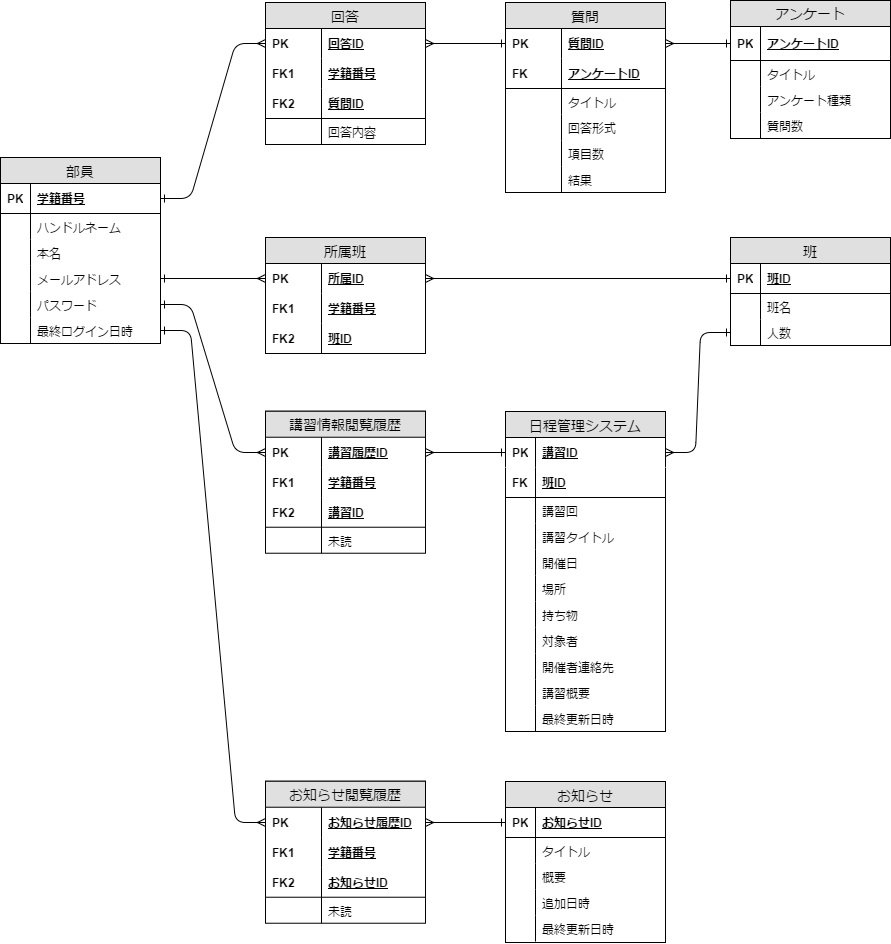 回答
PK 回答ID
FK1 学籍番号
FK2 質問ID
回答内容
質問
PK 質問ID
FK アンケートID
タイトル
回答形式
項目数
結果
アンケート
PK アンケートID
タイトル
アンケート種類
質問数
部員
PK 学籍番号
ハンドルネーム
本名
メールアドレス
パスワード
最終ログイン日時
所属班
PK 所属ID
FK1 学籍番号
FK2 班ID
班
PK 班ID
班名
人数
講習情報閲覧履歴
PK 講習履歴ID
FK1 学籍番号
FK2 講習ID
未読
日程管理システム
PK 講習ID
FK 班ID
講習回
講習タイトル
開催日
場所
持ち物
対象者
開催者連絡先
講習概要
最終更新日時
お知らせ閲覧履歴
PK お知らせ履歴ID
FK1 学籍番号
FK2 お知らせID
未読
お知らせ
PK お知らせID
タイトル
概要
追加日時
最終更新日時